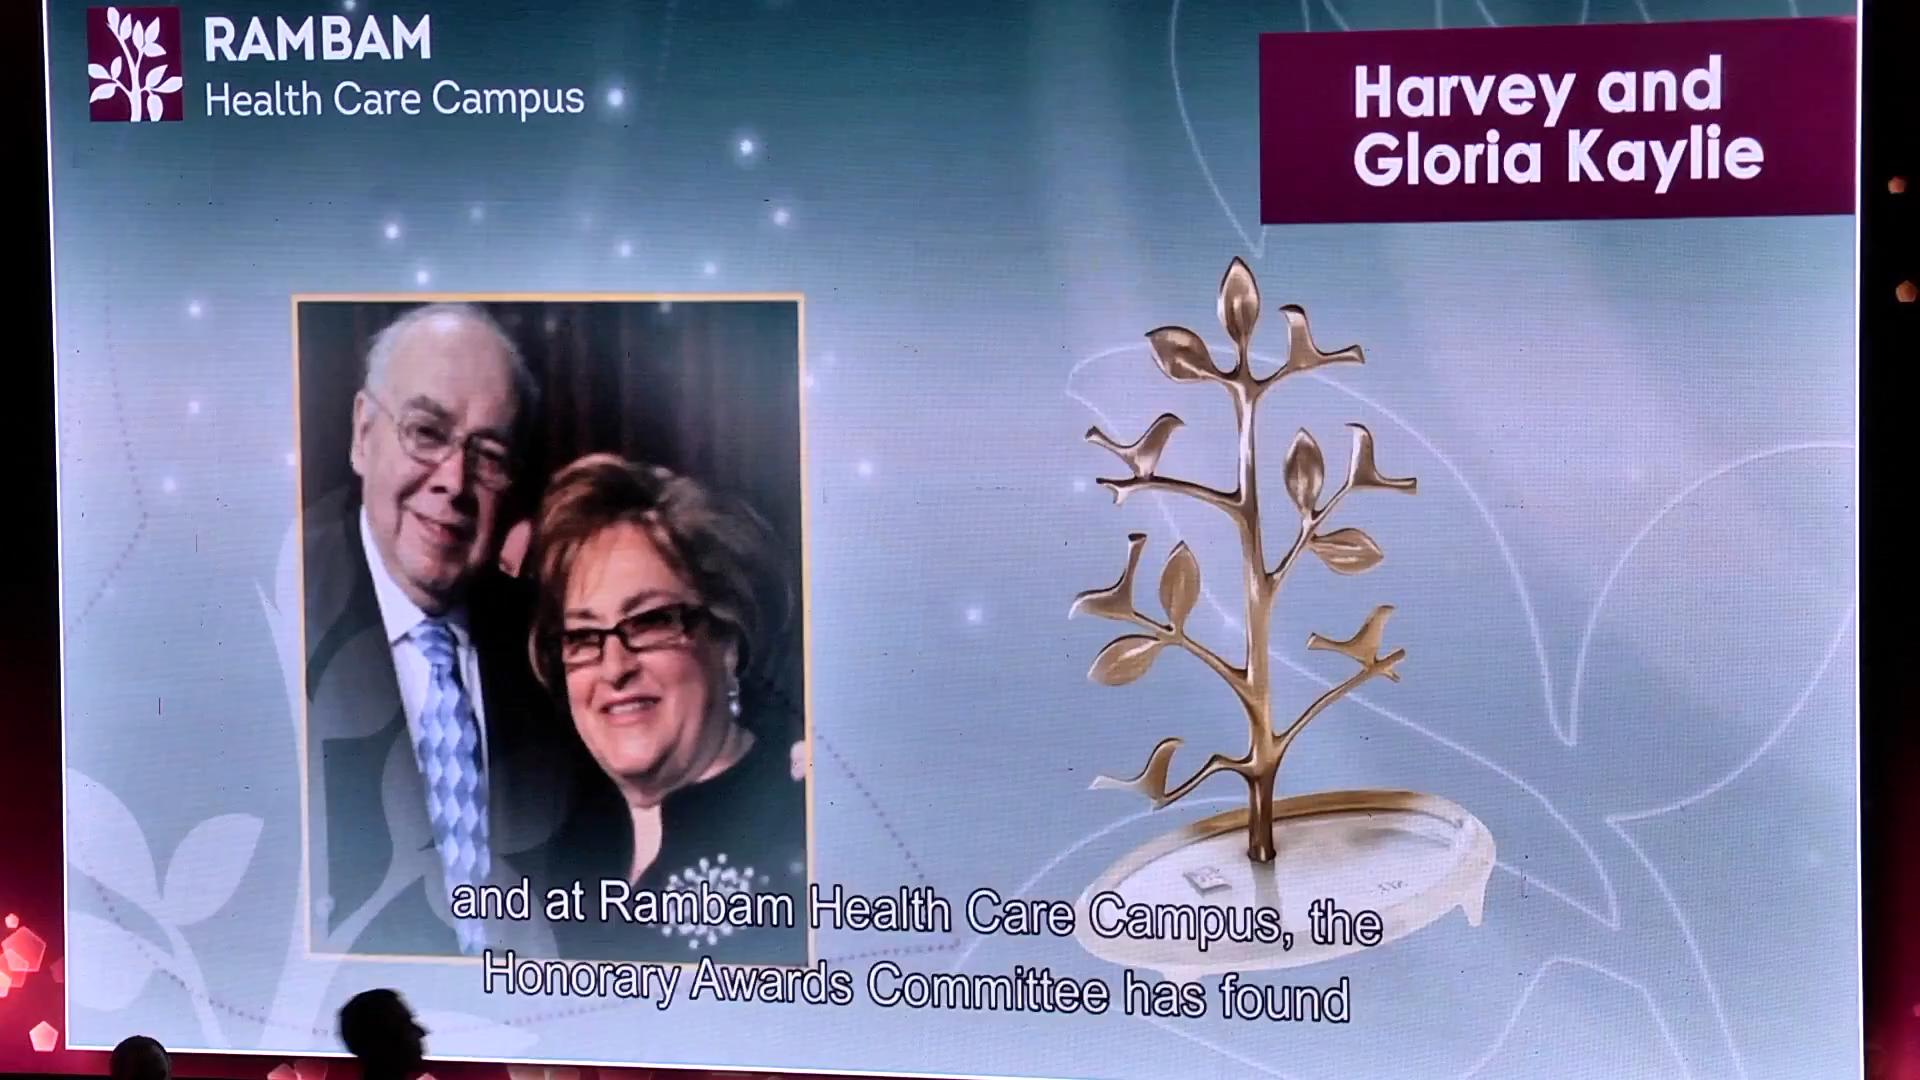 RAMBAM
Health Care Campus
Harvey and
Gloria Kaylie
and at Rambam Health Care Campus, the
Honorary Awards Committee has found